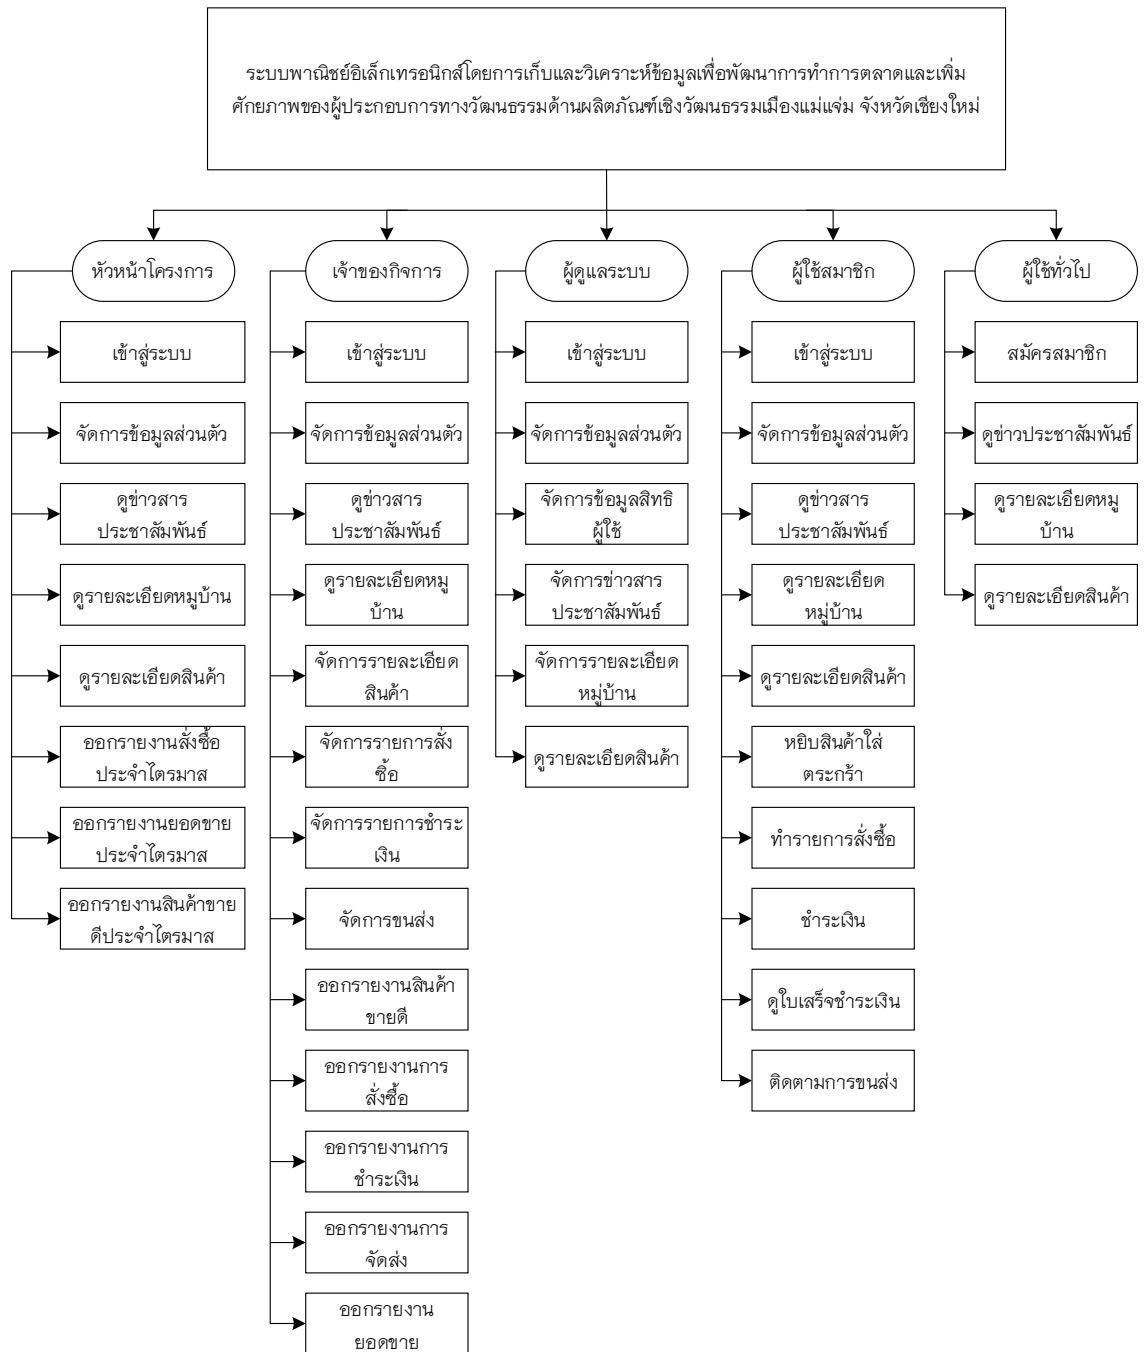 ระบบพาณิชย์อิเล็กเทรอนิกส์โดยการเก็บและวิเคราะห์ข้อมูลเพื่อพัฒนาการทำการตลาดและเพิ่ม
ศักยภาพของผู้ประกอบการทางวัฒนธรรมด้านผลิตภัณฑ์เชิงวัฒนธรรมเมืองแม่แจ่ม จังหวัดเชียงใหม่
หัวหน้าโครงการ
เข้าสู่ระบบ
จัดการข้อมูลส่วนตัว
ดูข่าวสาร
ประชาสัมพันธ์
ดูรายละเอียดหมูบ้าน
ดูรายละเอียดสินค้า
ออกรายงานสั่งซื้อ
ประจำไตรมาส
ออกรายงานยอดขาย
ประจำไตรมาส
ออกรายงานสินค้าขาย
ดีประจำไตรมาส
เจ้าของกิจการ
เข้าสู่ระบบ
จัดการข้อมูลส่วนตัว
ดูข่าวสาร
ประชาสัมพันธ์
ดูรายละเอียดหมู
บ้าน
จัดการรายละเอียด
สินค้า
จัดการรายการสั่ง
ซิ้อ
จัดการรายการชำระ
เงิน
จัดการขนส่ง
ออกรายงานสินค้า
ขายดี
ออกรายงานการ
สั่งซื้อ
ออกรายงานการ
ชำระเงิน
ออกรายงานการ
จัดส่ง
ออกรายงาน
ยอดขาย
ผู้ดูแลระบบ
เข้าสู่ระบบ
จัดการข้อมูลส่วนตัว
จัดการข้อมูลสิทธิ
ผู้ใช้
จัดการข่าวสาร
ประชาสัมพันธ์
จัดการรายละเอียด
หมู่บ้าน
ดูรายละเอียดสินค้า
ผู้ใช้สมาชิก
เข้าสู่ระบบ
จัดการข้อมูลส่วนตัว
ดูข่าวสาร
ประชาสัมพันธ์
ดูรายละเอียด
หมู่บ้าน
ดูรายละเอียดสินค้า
หยิบสินค้าใส่
ตระกร้า
ทำรายการสั่งซื้อ
ชำระเงิน
ดูใบเสร็จชำระเงิน
ติดตามการขนส่ง
ผู้ใช้ทั่วไป
สมัครสมาชิก
ดูข่าวประชาสัมพันธ์
ดูรายละเอียดหมู
บ้าน
ดูรายละเอียดสินค้า